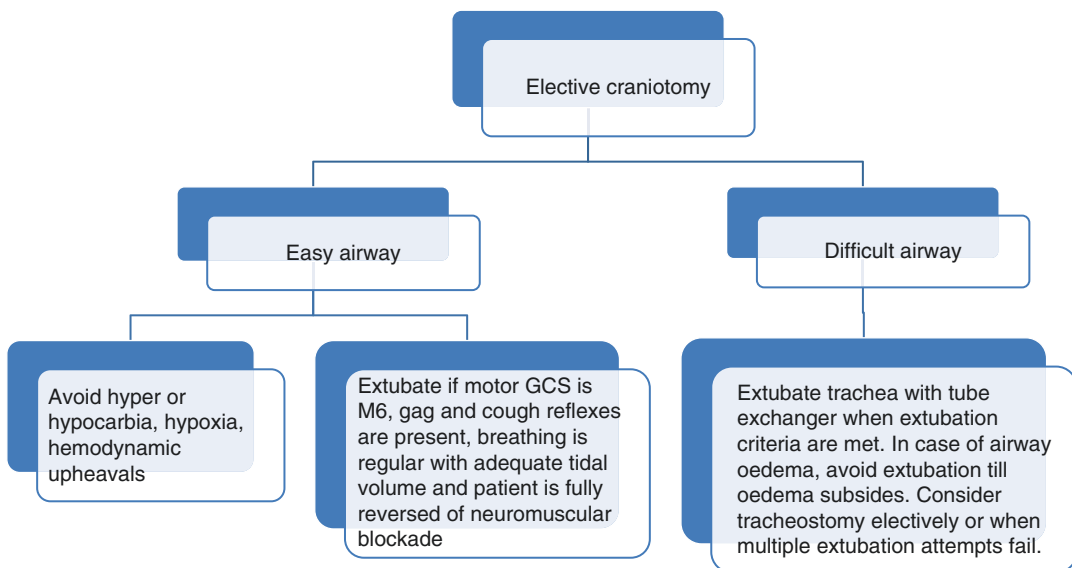 Elective craniotomy
Easy airway
Difficult airway
Avoid hyper or
hypocarbia, hypoxia,
hemodynamic
upheavals
Extubate if motor GCS is
M6, gag and cough reflexes
are present, breathing is
regular with adequate tidal
volume and patient is fully
reversed of neuromuscular
blockade
Extubate trachea with tube
exchanger when extubation
criteria are met. In case of airway
oedema, avoid extubation till
oedema subsides. Consider
tracheostomy electively or when
multiple extubation attempts fail.